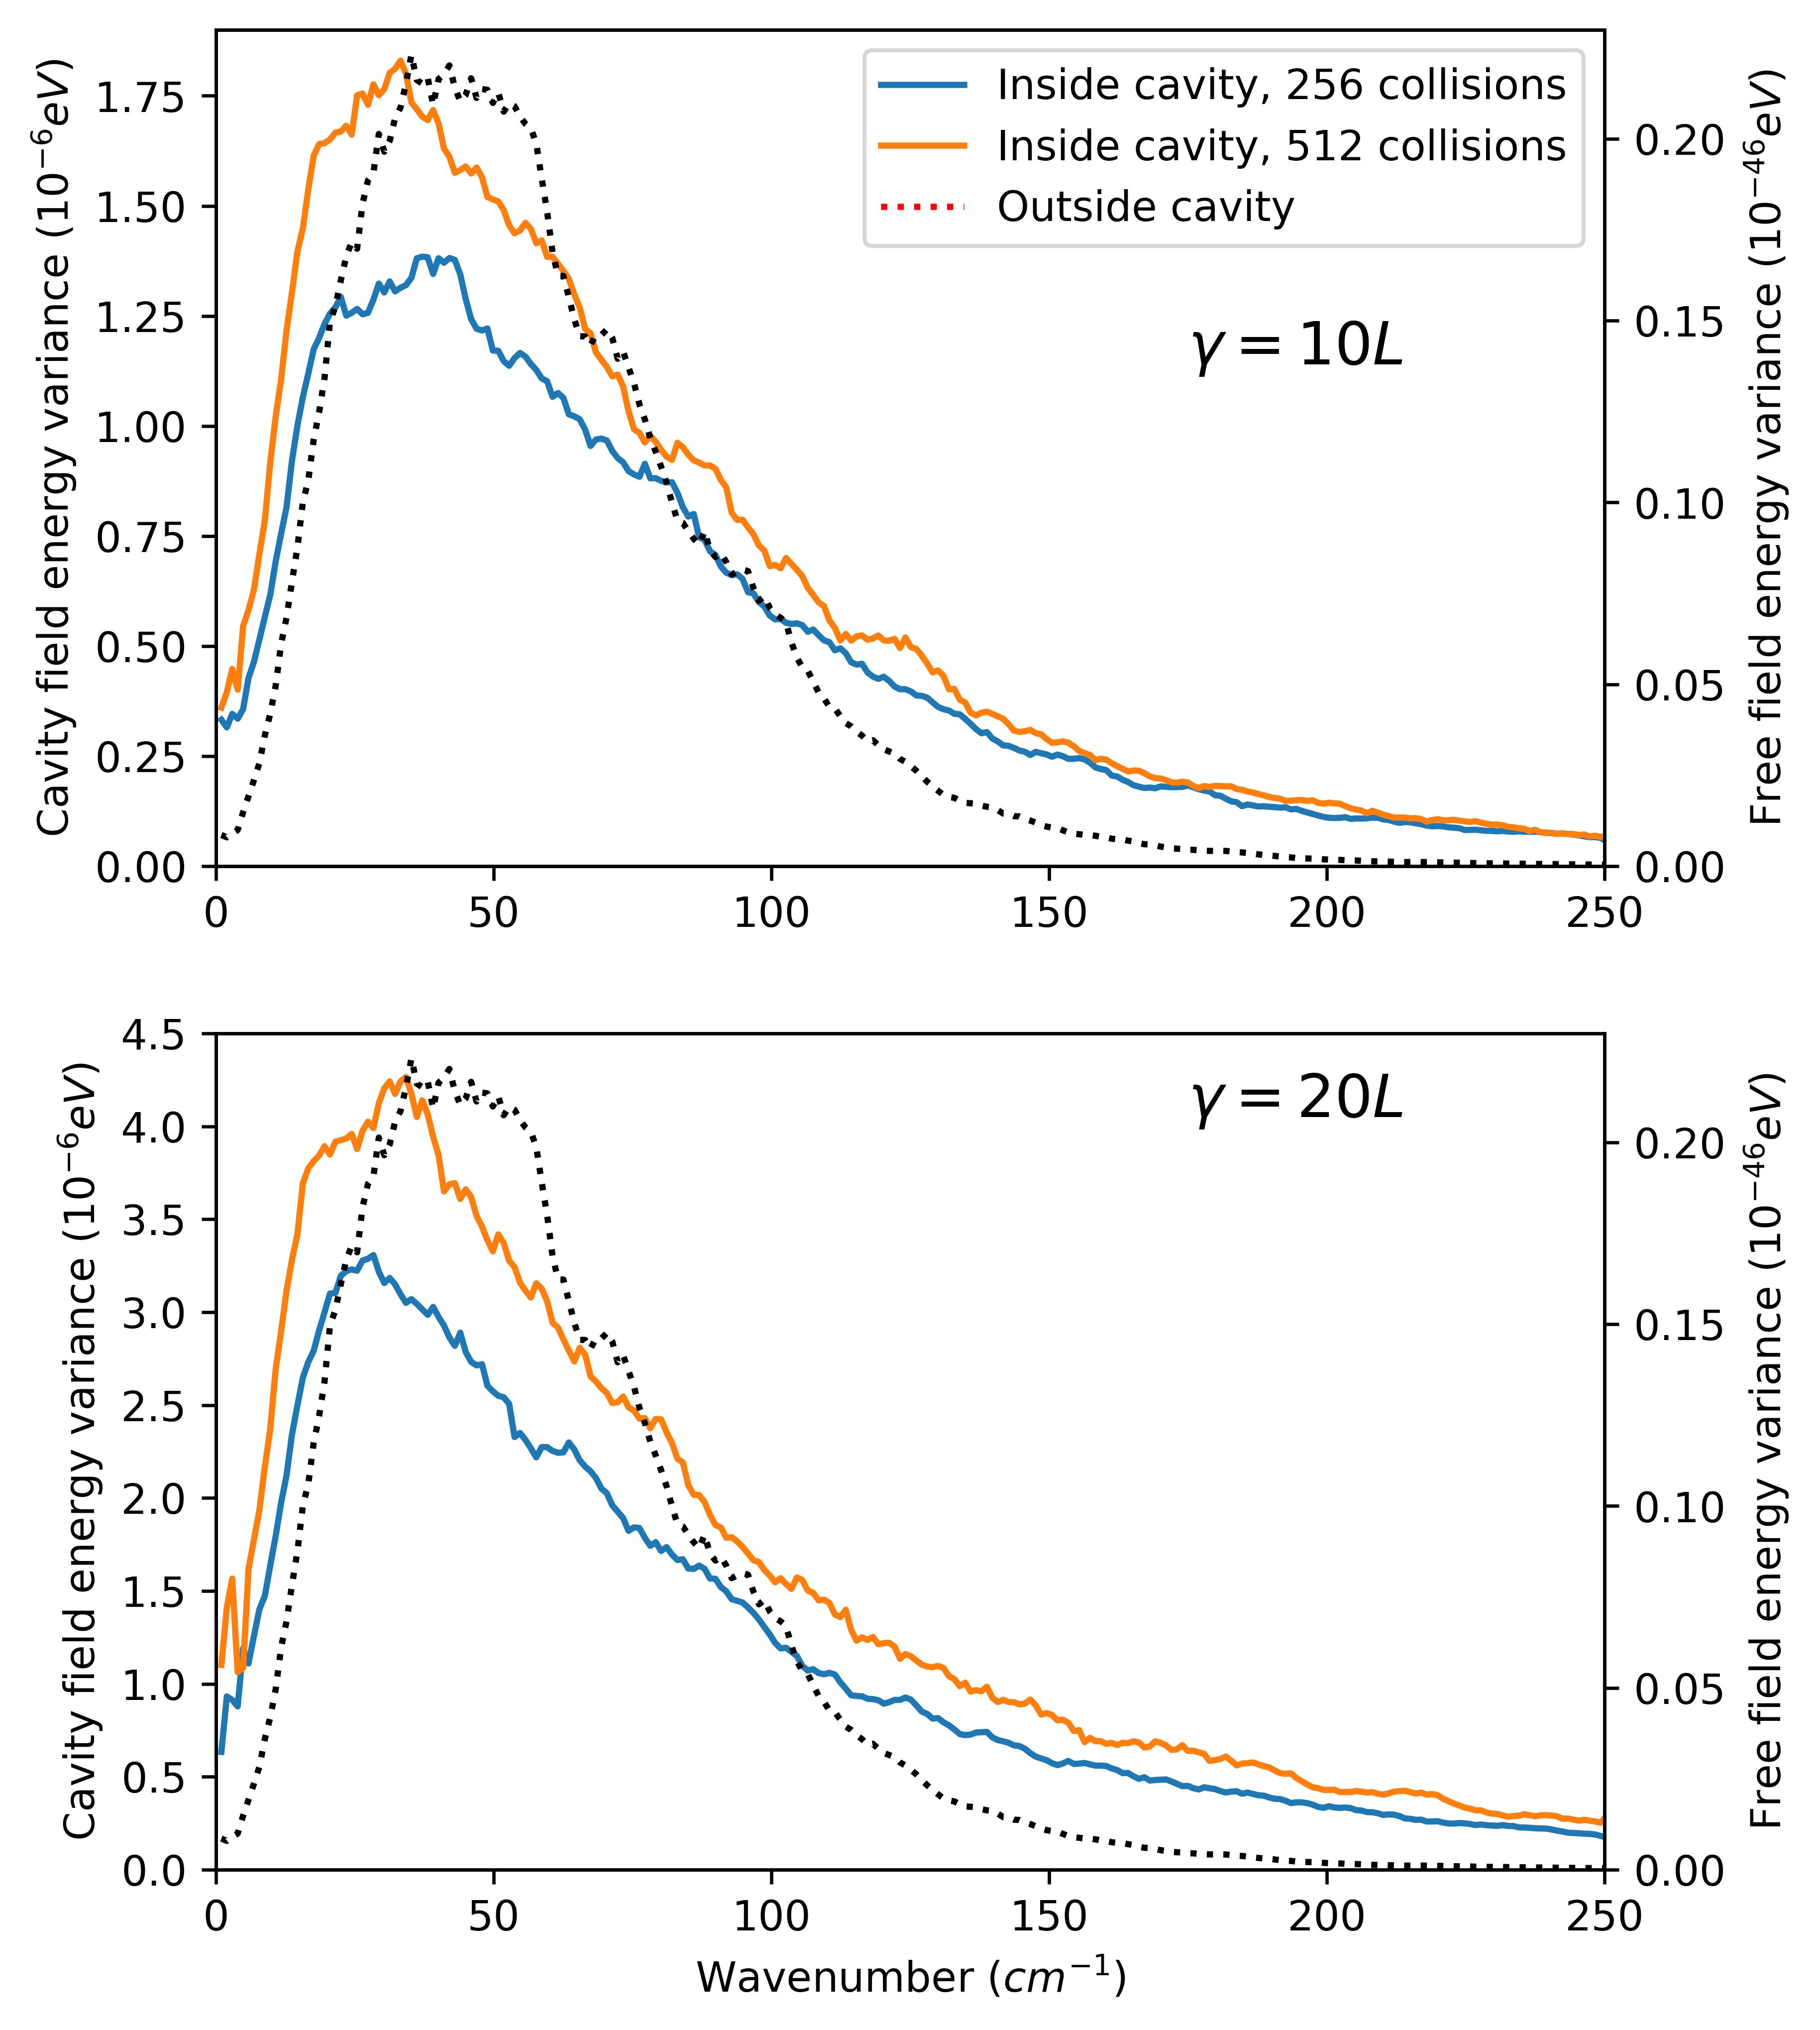 Cavity field energy variance (10⁻⁶eV)
1.75
1.50
1.25
1.00
0.75
0.50
0.25
0.00
Inside cavity, 256 collisions
Inside cavity, 512 collisions
Outside cavity
γ = 10L
0.20
0.15
0.10
0.05
0.00
Free field energy variance (10⁻⁴⁶eV)
0 50 100 150 200 250
Cavity field energy variance (10⁻⁶eV)
4.5
4.0
3.5
3.0
2.5
2.0
1.5
1.0
0.5
0.0
γ = 20L
0.20
0.15
0.10
0.05
0.00
Free field energy variance (10⁻⁴⁶eV)
0 50 100 150 200 250
Wavenumber (cm⁻¹)